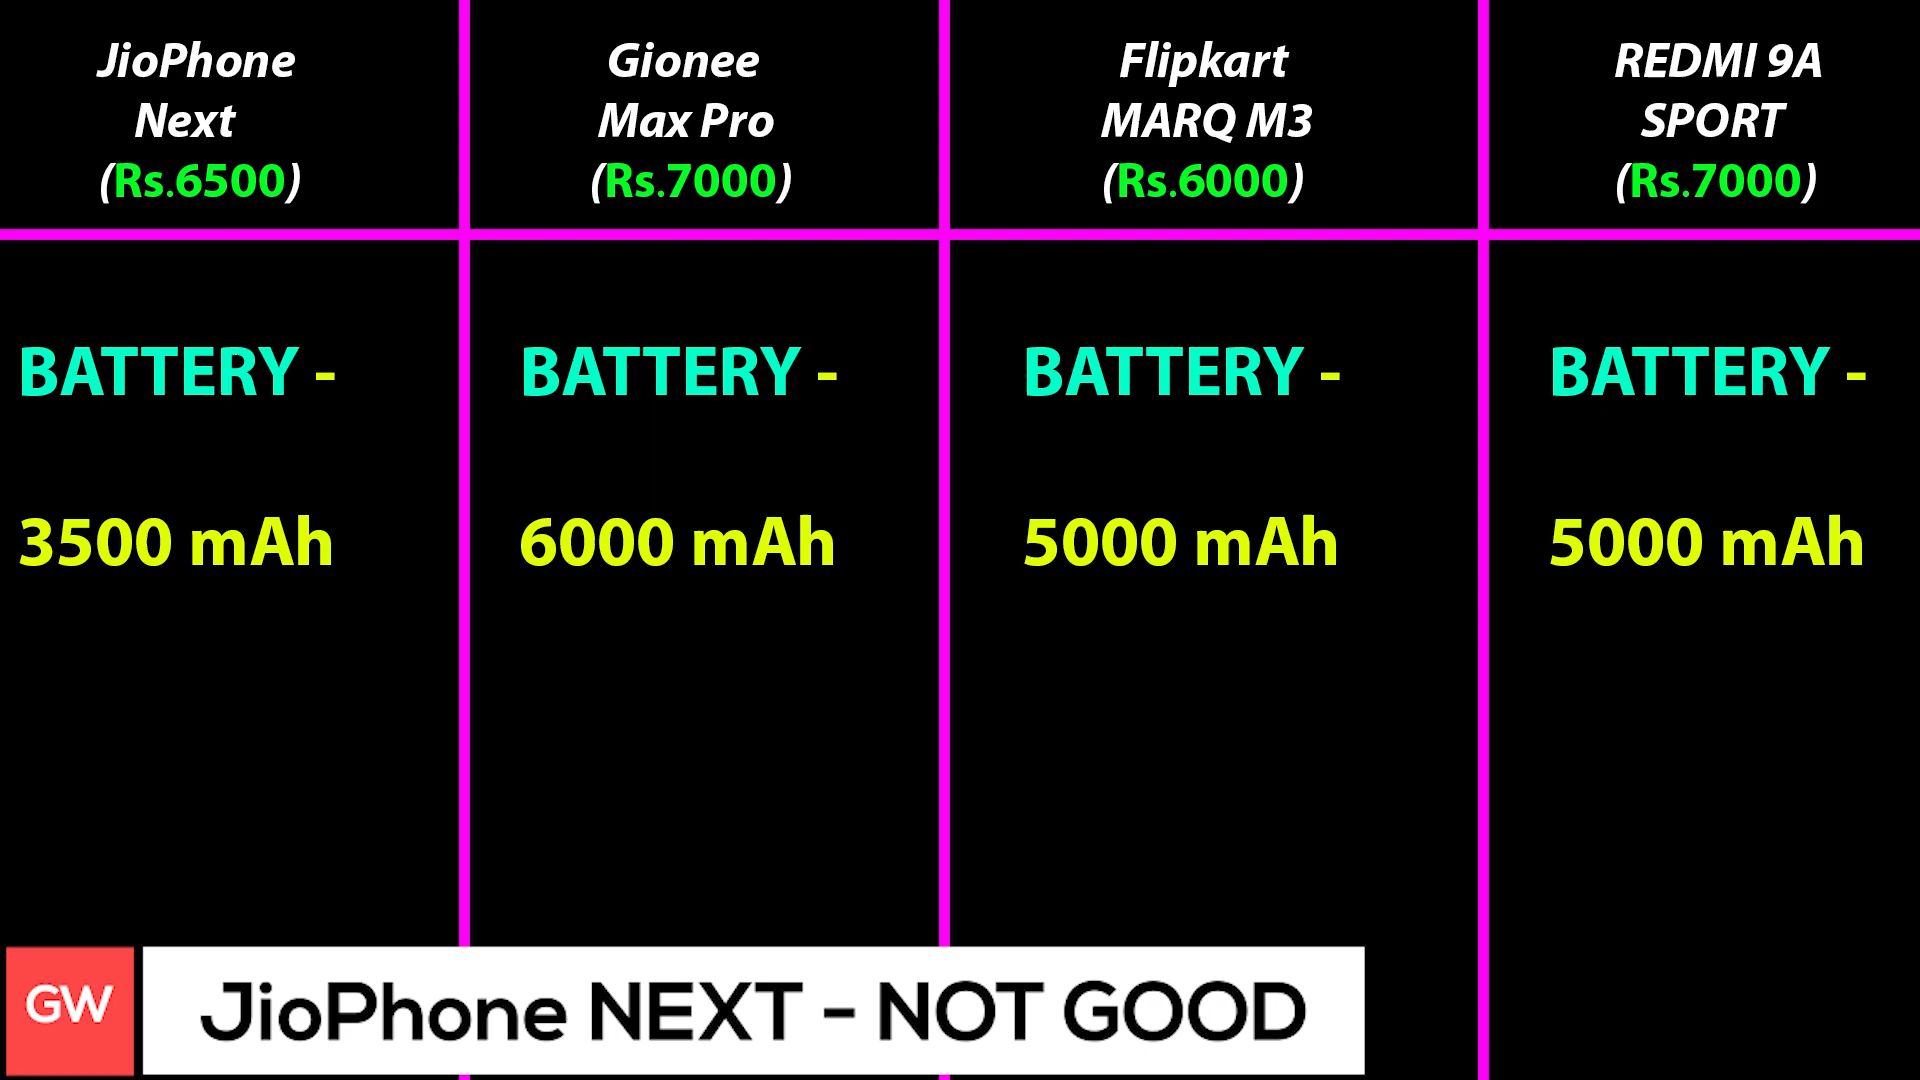 JioPhone
Next
(Rs.6500)
Gionee
Max Pro
(Rs.7000)
Flipkart
MARQ M3
(Rs.6000)
REDMI 9A
SPORT
(Rs.7000)
BATTERY -
3500 mAh
BATTERY -
6000 mAh
BATTERY -
5000 mAh
BATTERY -
5000 mAh
GW
JioPhone NEXT - NOT GOOD